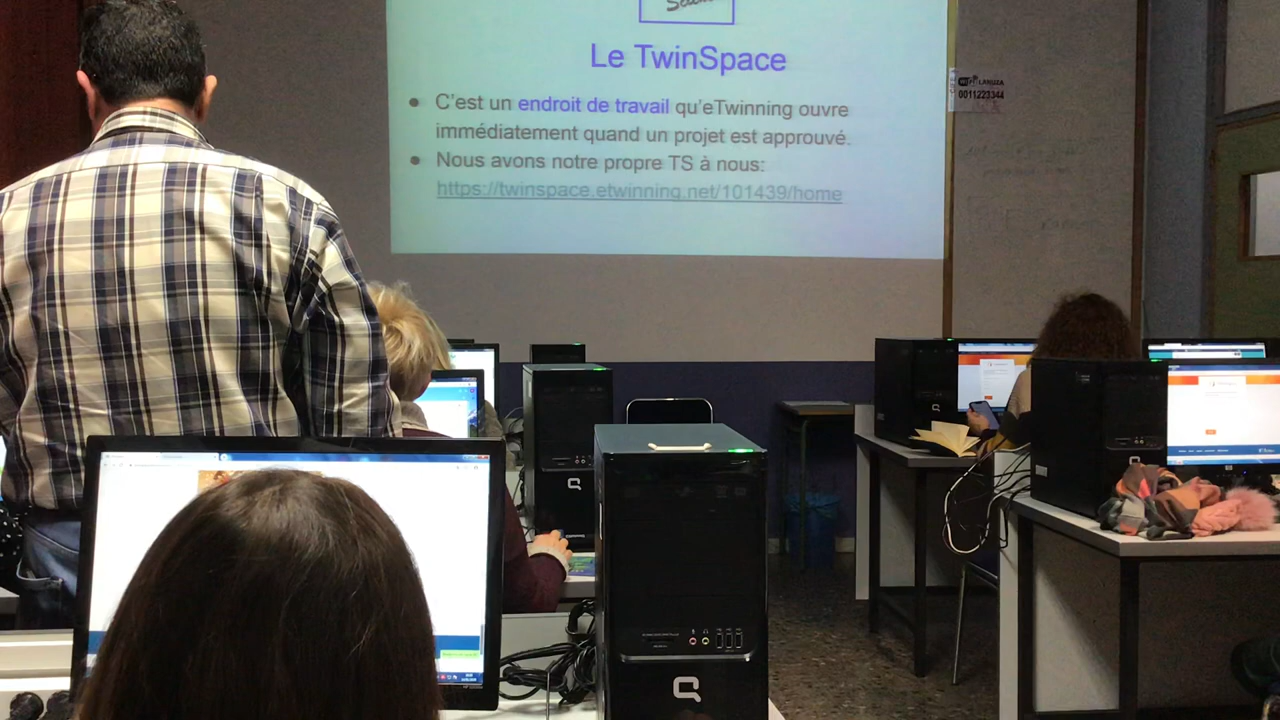 Le TwinSpace
● C'est un endroit de travail qu'eTwinning ouvre
immédiatement quand un projet est approuvé.
● Nous avons notre propre TS à nous:
https://twinspace.etwinning.net/101439/home
LANUZA
0011223344